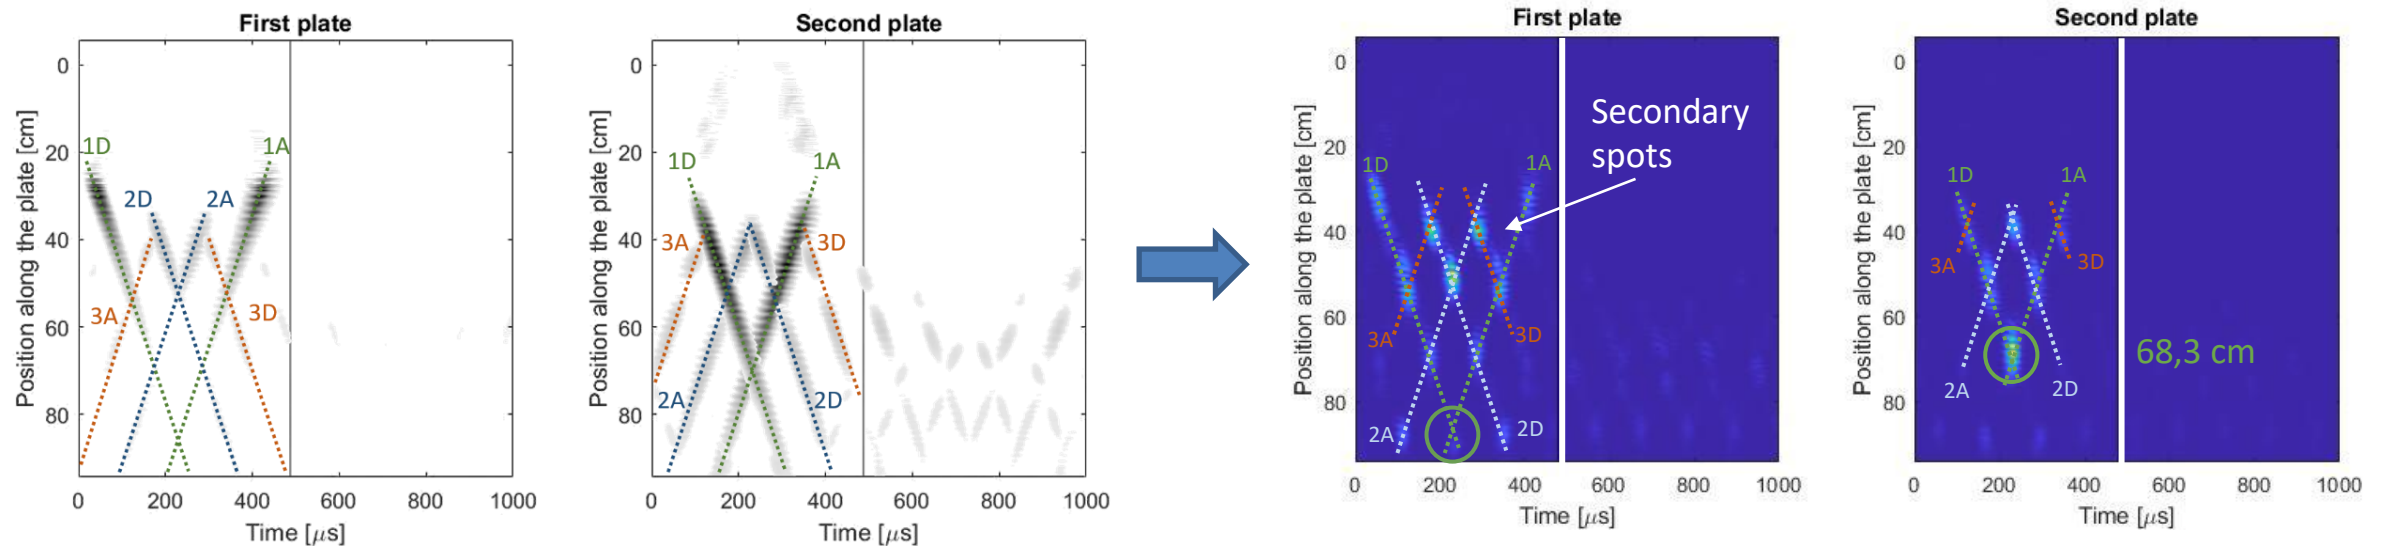 First plate
Position along the plate [cm]
0
20
40
60
80
1D
1A
2D
2A
3A
3D
0
200
400
600
800
1000
Time [μs]
Second plate
Position along the plate [cm]
0
20
40
60
80
1D
1A
3A
3D
2A
2D
0
200
400
600
800
1000
Time [μs]
First plate
Position along the plate [cm]
0
20
40
60
80
Secondary
spots
1D
1A
3A
3D
2A
2D
0
200
400
600
800
1000
Time [μs]
Second plate
Position along the plate [cm]
0
20
40
60
80
1D
1A
3A
3D
68,3 cm
2A
2D
0
200
400
600
800
1000
Time [μs]